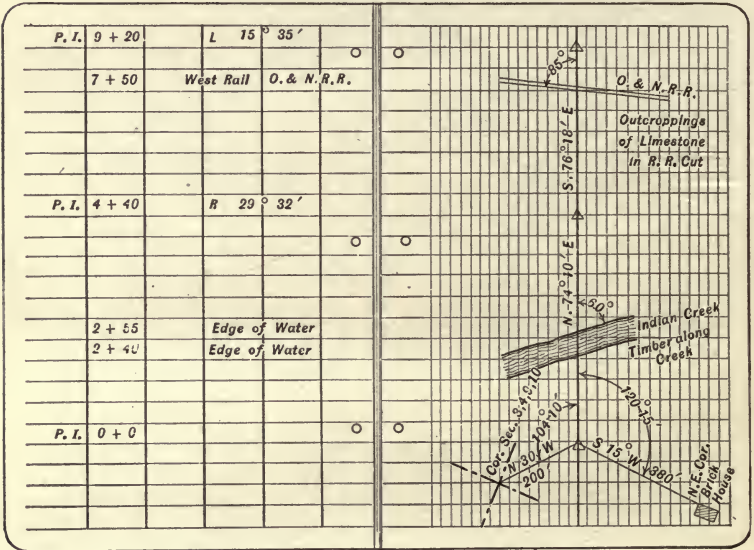 P. I. 9 + 20 L 15° 35′
7 + 50 West Rail O. & N.R.R.
P. I. 4 + 40 R 29° 32′
2 + 55 Edge of Water
2 + 40 Edge of Water
P. I. 0 + 0
85°
O. & N.R.R.
Outcroppings
of Limestone
in R. R. Cut
S. 76° 18′ E
N. 74° 10′ E
60°
Indian Creek
Timber along
Creek
Cor. Sec. 3,4,9,10
104° 10′
120° 15′
N 30° W
200′
S 15° W 380′
N.E. Cor.
Brick
House